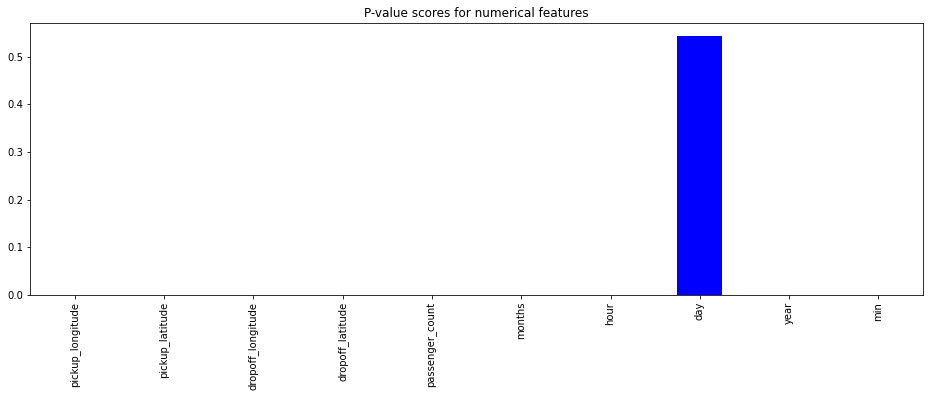 P-value scores for numerical features
0.5
0.4
0.3
0.2
0.1
0.0
pickup_longitude
pickup_latitude
dropoff_longitude
dropoff_latitude
passenger_count
months
hour
day
year
min